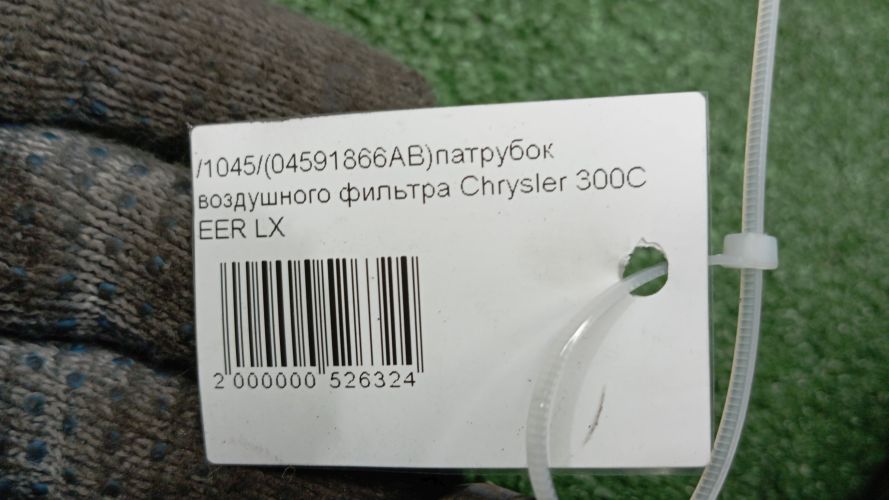 /1045/(04591866AB)патрубок
воздушного фильтра Chrysler 300C
EER LX
2 000000 526324